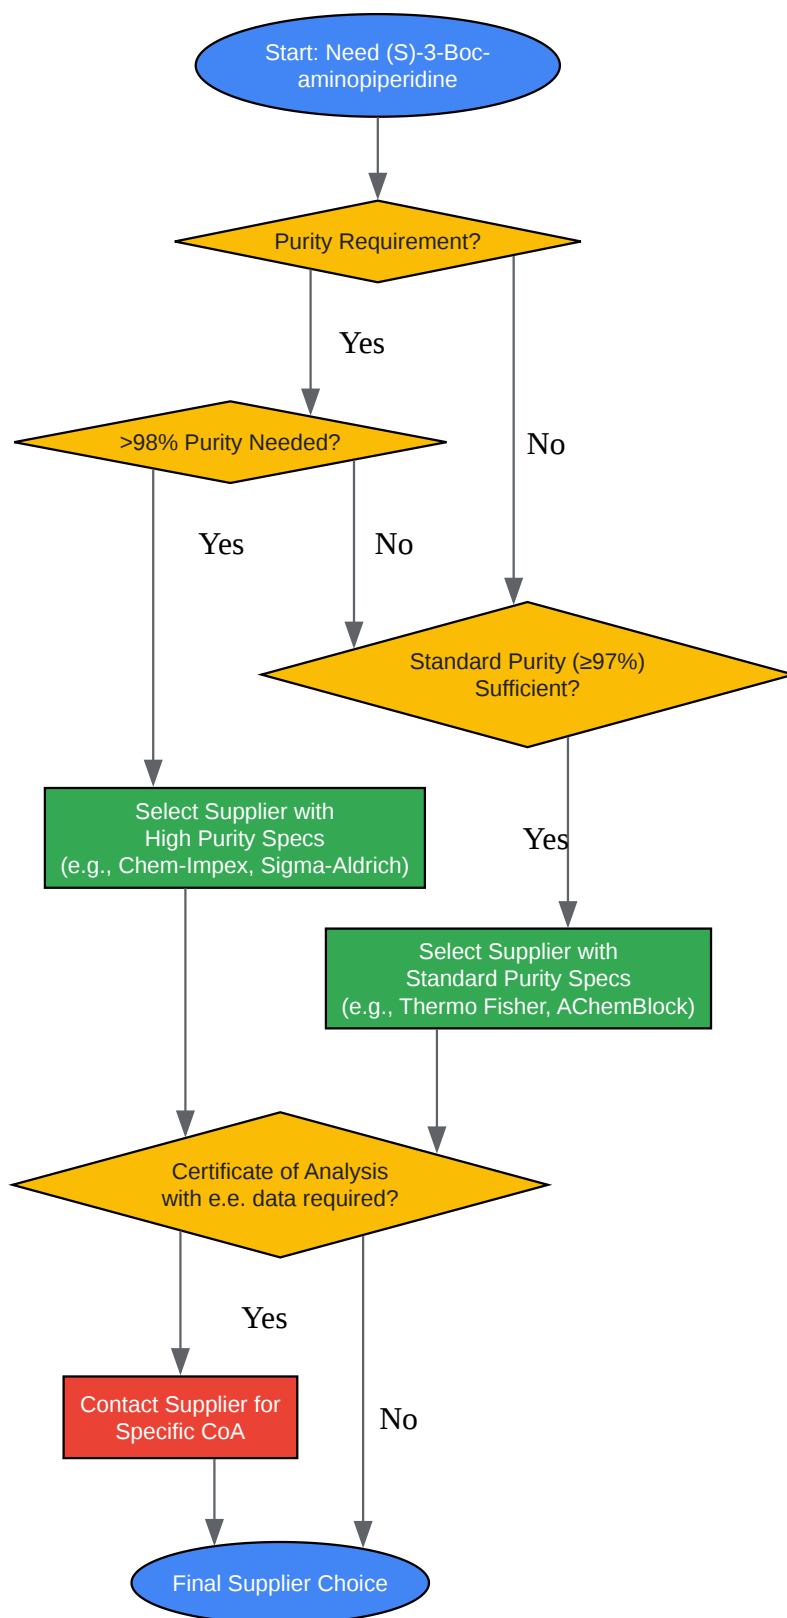 Start: Need (S)-3-Boc-
aminopiperidine
Purity Requirement?
Yes
>98% Purity Needed?
No
Yes
No
Standard Purity (≥97%)
Sufficient?
Select Supplier with
High Purity Specs
(e.g., Chem-Impex, Sigma-Aldrich)
Yes
Select Supplier with
Standard Purity Specs
(e.g., Thermo Fisher, AChemBlock)
Certificate of Analysis
with e.e. data required?
Yes
Contact Supplier for
Specific CoA
No
Final Supplier Choice